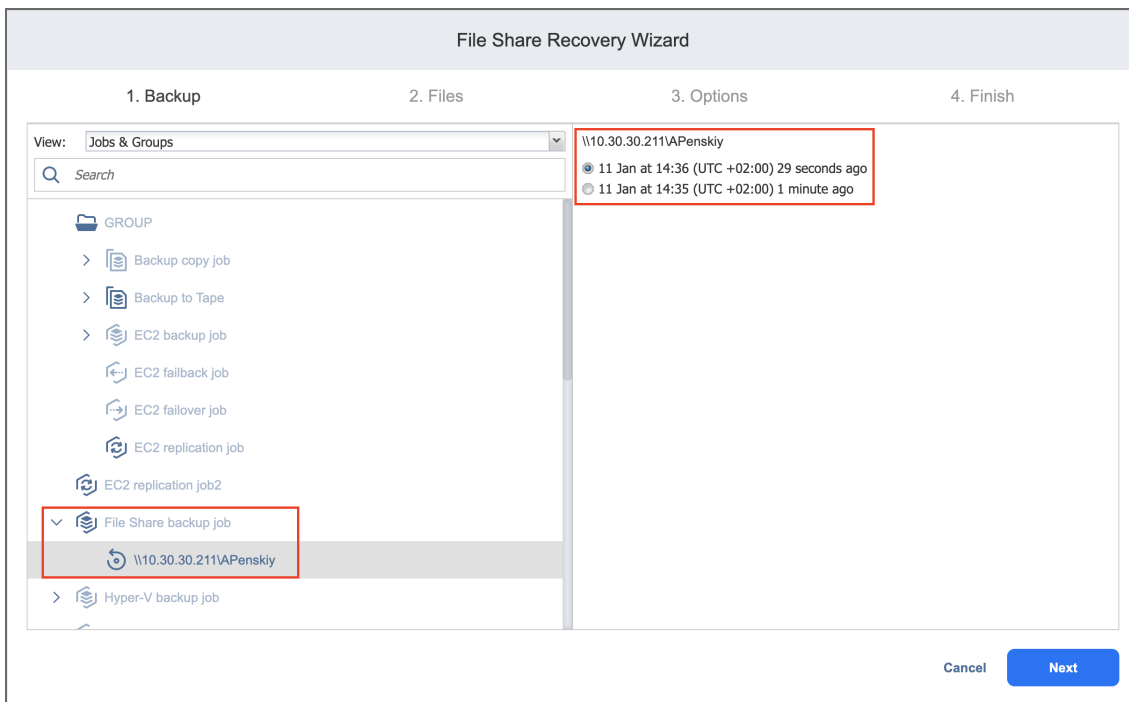 File Share Recovery Wizard
1. Backup
2. Files
3. Options
4. Finish
View:
Jobs & Groups
Search
GROUP
Backup copy job
Backup to Tape
EC2 backup job
EC2 failback job
EC2 failover job
EC2 replication job
EC2 replication job2
File Share backup job
\\10.30.30.211\APenskiy
Hyper-V backup job
\\10.30.30.211\APenskiy
11 Jan at 14:36 (UTC +02:00) 29 seconds ago
11 Jan at 14:35 (UTC +02:00) 1 minute ago
Cancel
Next